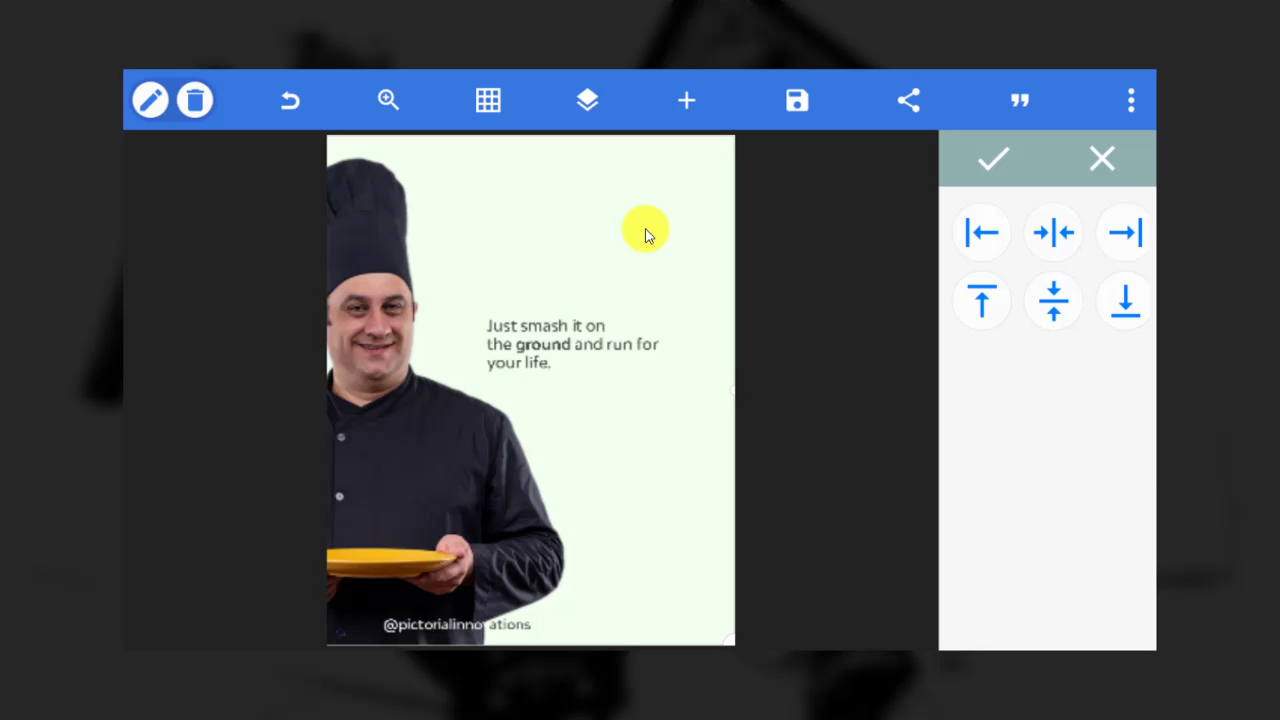 Just smash it on
the ground and run for
your life.
@pictorialinnovations